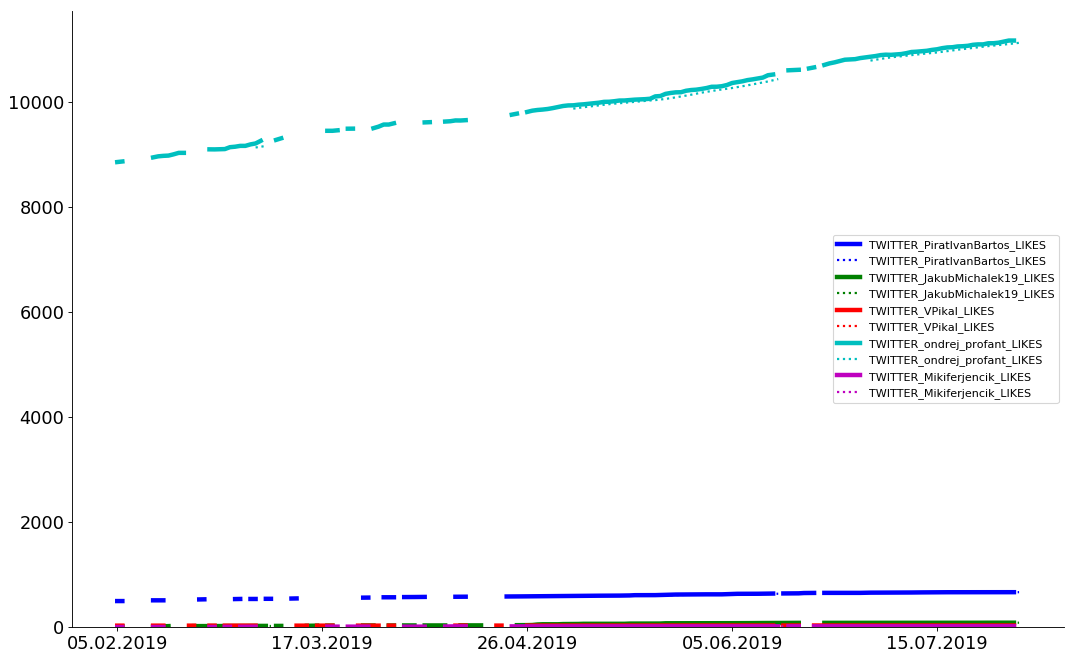 10000
8000
6000
4000
2000
0
05.02.2019 17.03.2019 26.04.2019 05.06.2019 15.07.2019
TWITTER_PiratIvanBartos_LIKES
TWITTER_PiratIvanBartos_LIKES
TWITTER_JakubMichalek19_LIKES
TWITTER_JakubMichalek19_LIKES
TWITTER_VPikal_LIKES
TWITTER_VPikal_LIKES
TWITTER_ondrej_profant_LIKES
TWITTER_ondrej_profant_LIKES
TWITTER_Mikiferjencik_LIKES
TWITTER_Mikiferjencik_LIKES